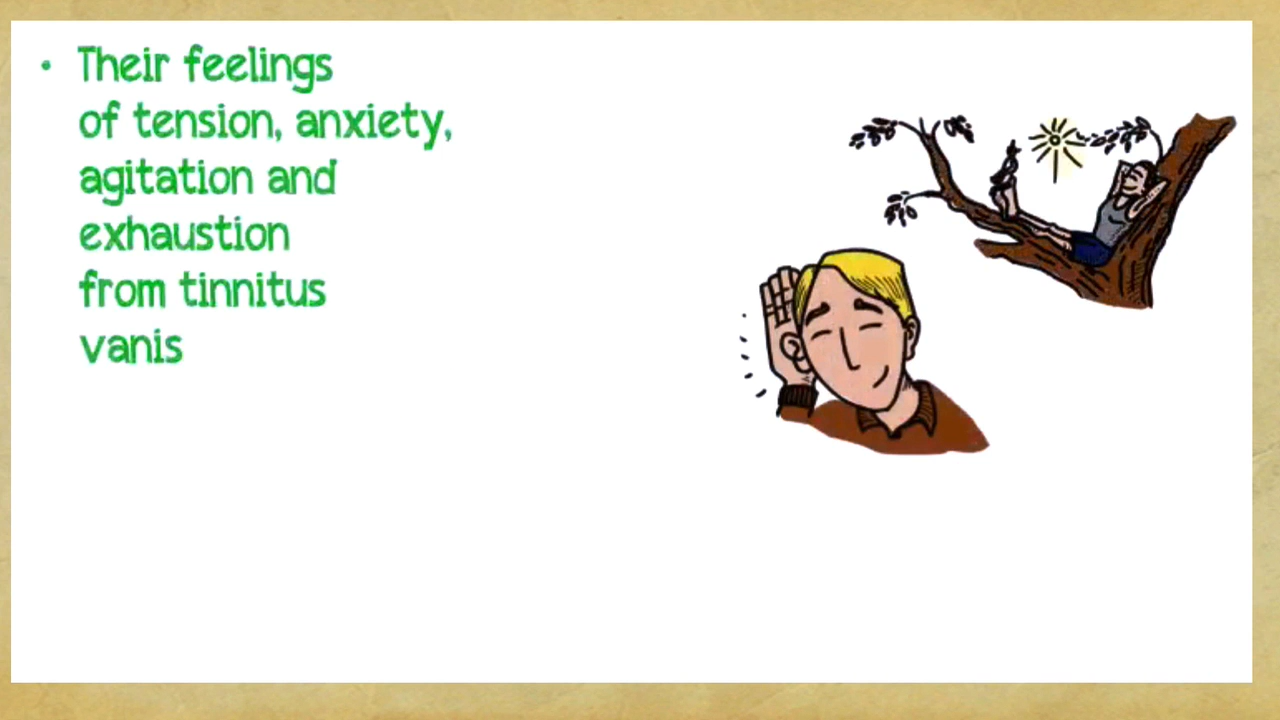 • Their feelings
of tension, anxiety,
agitation and
exhaustion
from tinnitus
vanis